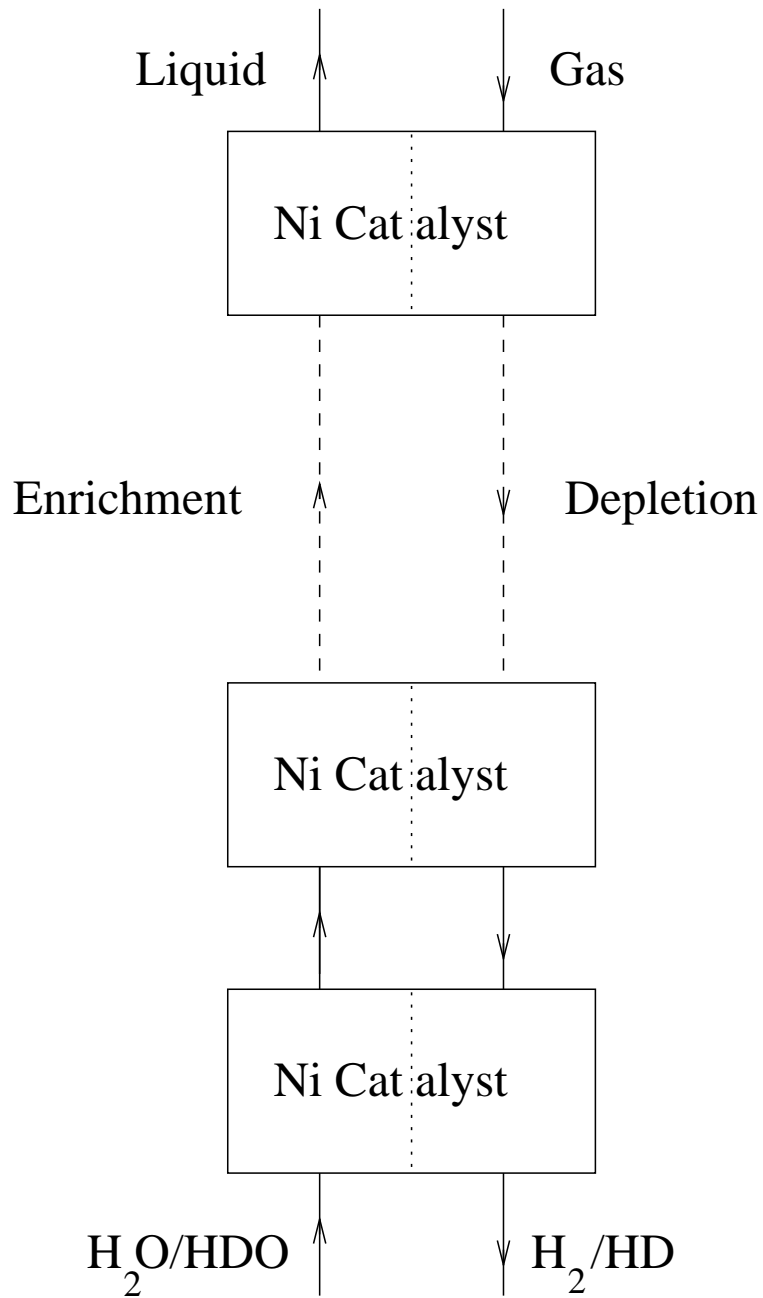 Liquid Gas
Ni Catalyst
Enrichment Depletion
Ni Catalyst
Ni Catalyst
H₂O/HDO H₂/HD